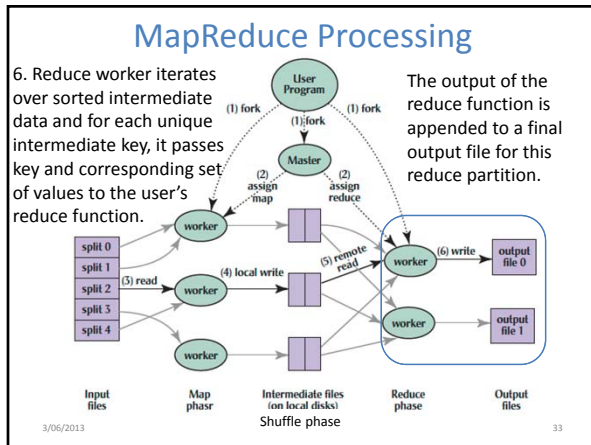 MapReduce Processing
6. Reduce worker iterates
over sorted intermediate
data and for each unique
intermediate key, it passes
key and corresponding set
of values to the user's
reduce function.
The output of the
reduce function is
appended to a final
output file for this
reduce partition.
User
Program
(1) fork
(1) fork
(1) fork
Master
(2)
assign
map
(2)
assign
reduce
worker
worker
worker
split 0
split 1
split 2
split 3
split 4
(3) read
(4) local write
(5) remote
read
worker
worker
(6) write
output
file 0
output
file 1
Input
files
Map
phasr
Intermediate files
(on local disks)
Reduce
phase
Output
files
Shuffle phase
3/06/2013
33